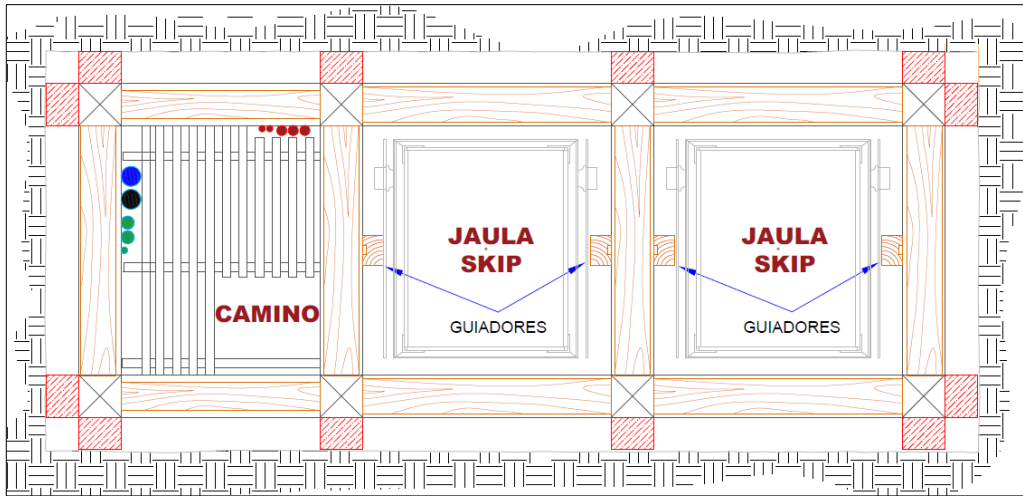 JAULA
SKIP
JAULA
SKIP
CAMINO
GUIADORES
GUIADORES